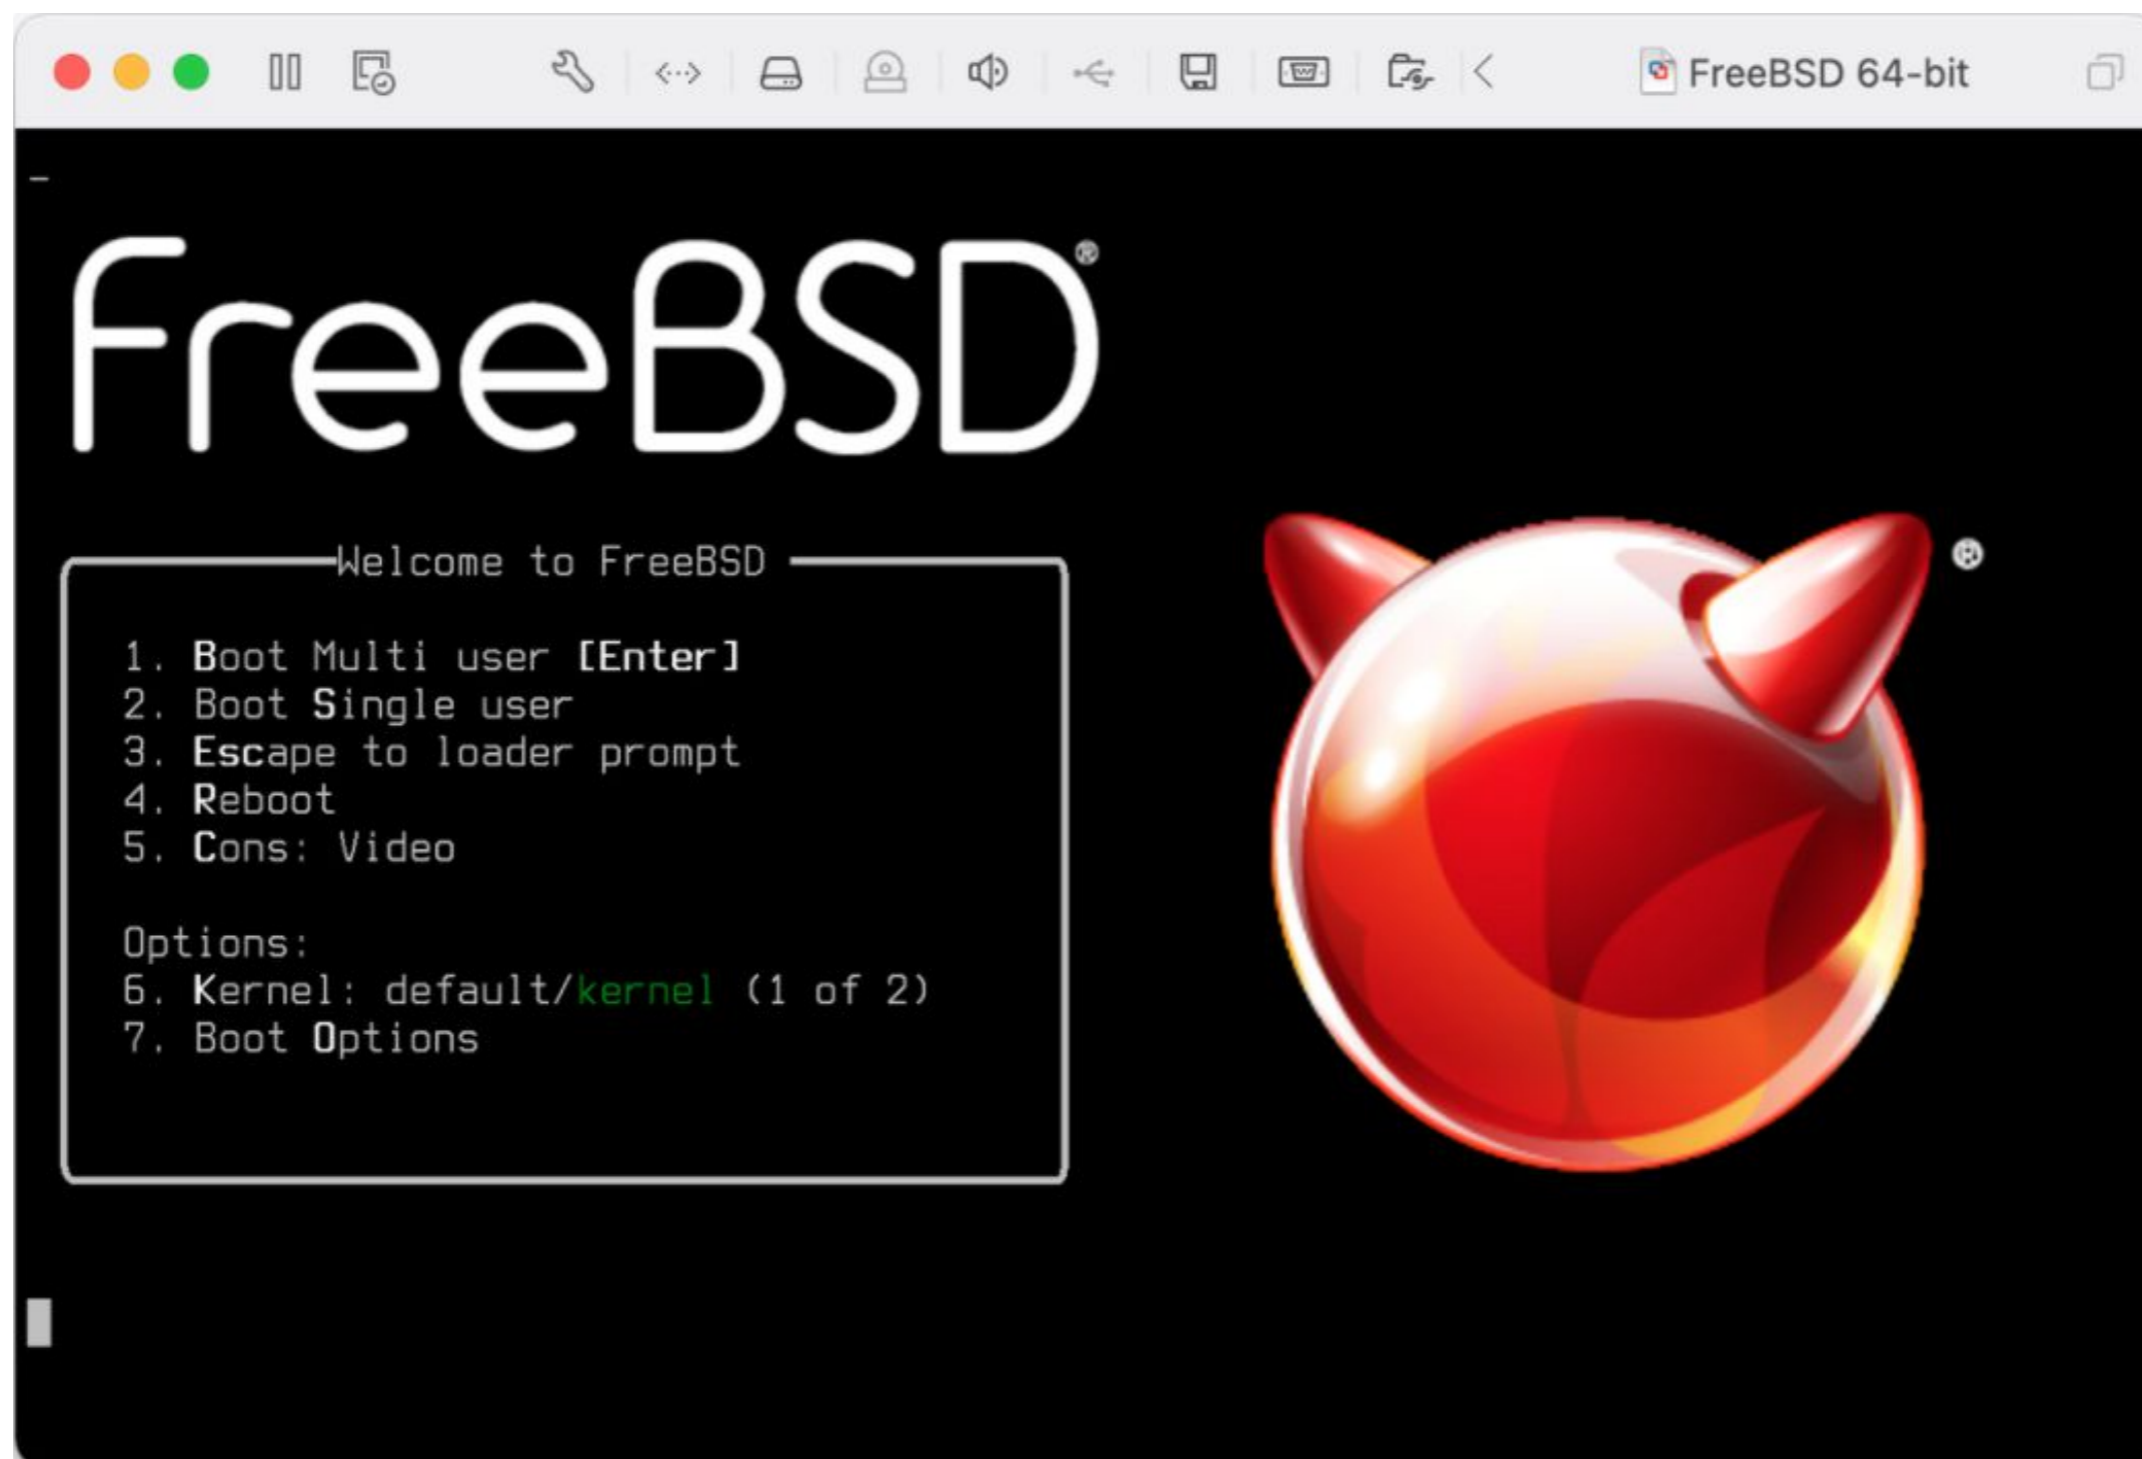 FreeBSD 64-bit
FreeBSD®
Welcome to FreeBSD
®
1. Boot Multi user [Enter]
2. Boot Single user
3. Escape to loader prompt
4. Reboot
5. Cons: Video
Options:
6. Kernel: default/kernel (1 of 2)
7. Boot Options